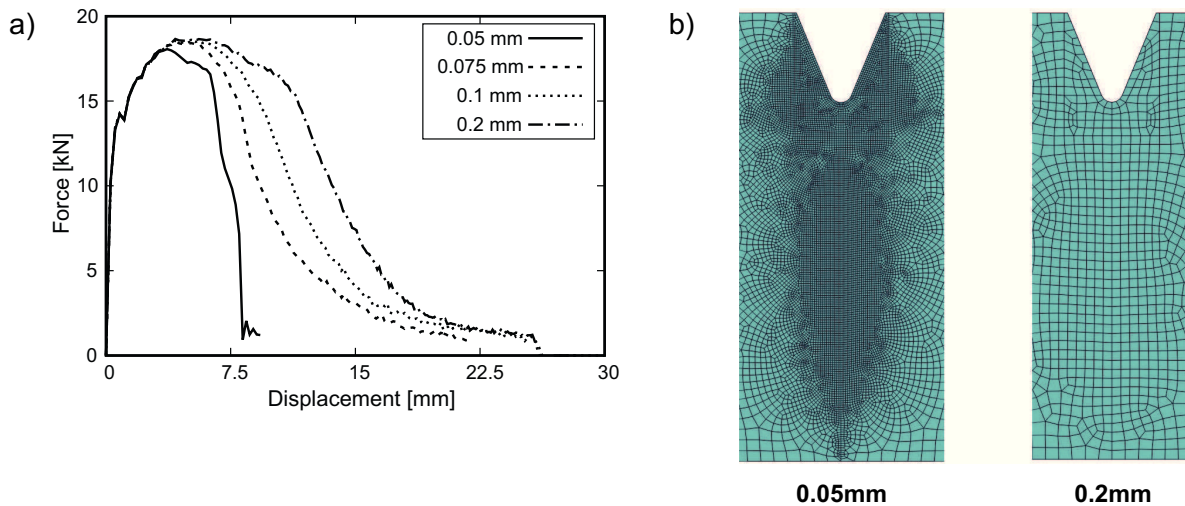 a)
Force [kN]
20
15
10
5
0
0.05 mm
0.075 mm
0.1 mm
0.2 mm
0 7.5 15 22.5 30
Displacement [mm]
b)
0.05mm 0.2mm